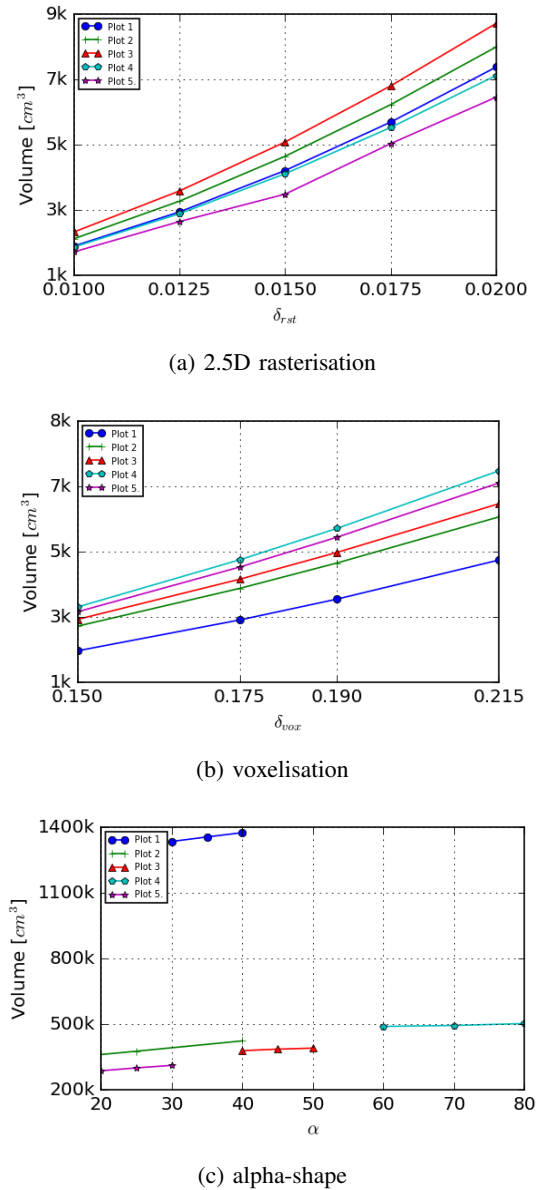 9k
7k
5k
3k
1k
Volume [cm³]
Plot 1
Plot 2
Plot 3
Plot 4
Plot 5.
0.0100 0.0125 0.0150 0.0175 0.0200
δrst
(a) 2.5D rasterisation
8k
7k
5k
3k
1k
Volume [cm³]
Plot 1
Plot 2
Plot 3
Plot 4
Plot 5.
0.150 0.175 0.190 0.215
δvox
(b) voxelisation
1400k
1100k
800k
500k
200k
Volume [cm³]
Plot 1
Plot 2
Plot 3
Plot 4
Plot 5.
20 30 40 50 60 70 80
α
(c) alpha-shape